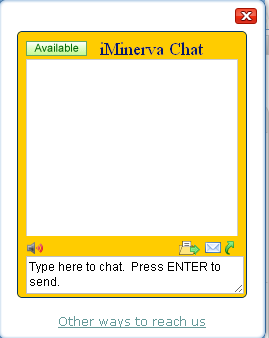 Available iMinerva Chat
Type here to chat. Press ENTER to
send.
Other ways to reach us